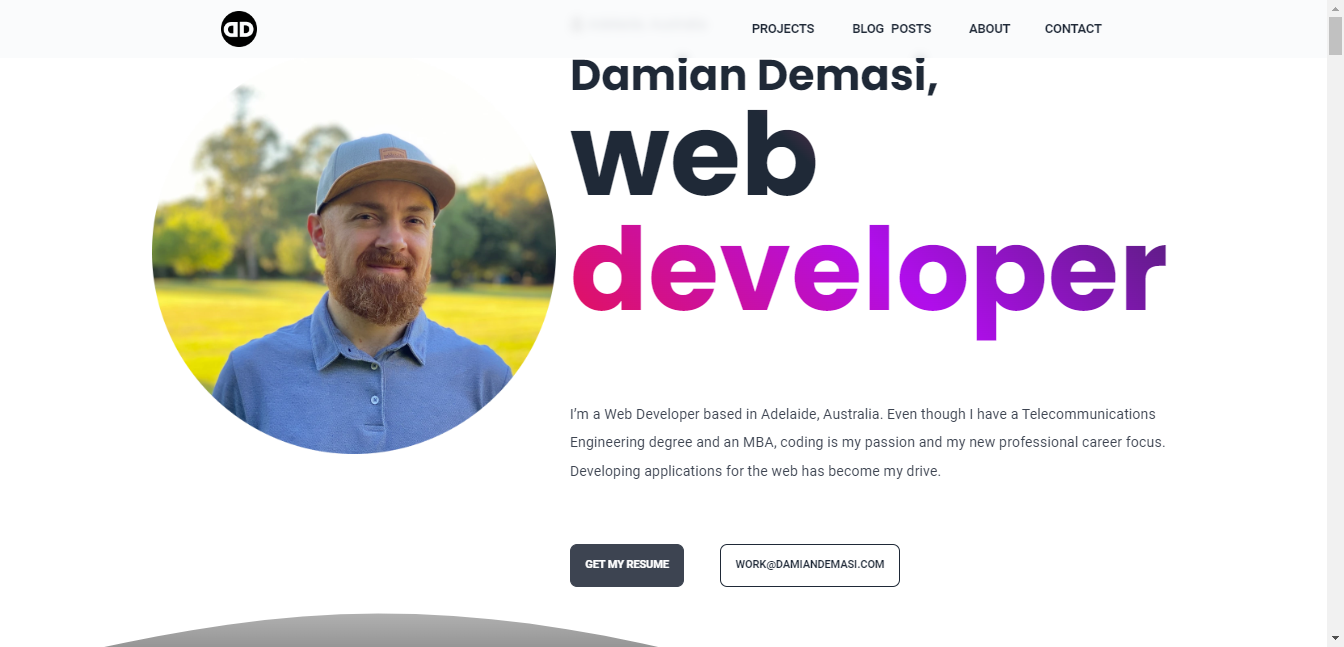 DD
PROJECTS
BLOG POSTS
ABOUT
CONTACT
Damian Demasi,
web
developer
I’m a Web Developer based in Adelaide, Australia. Even though I have a Telecommunications
Engineering degree and an MBA, coding is my passion and my new professional career focus.
Developing applications for the web has become my drive.
GET MY RESUME
WORK@DAMIANDEMASI.COM